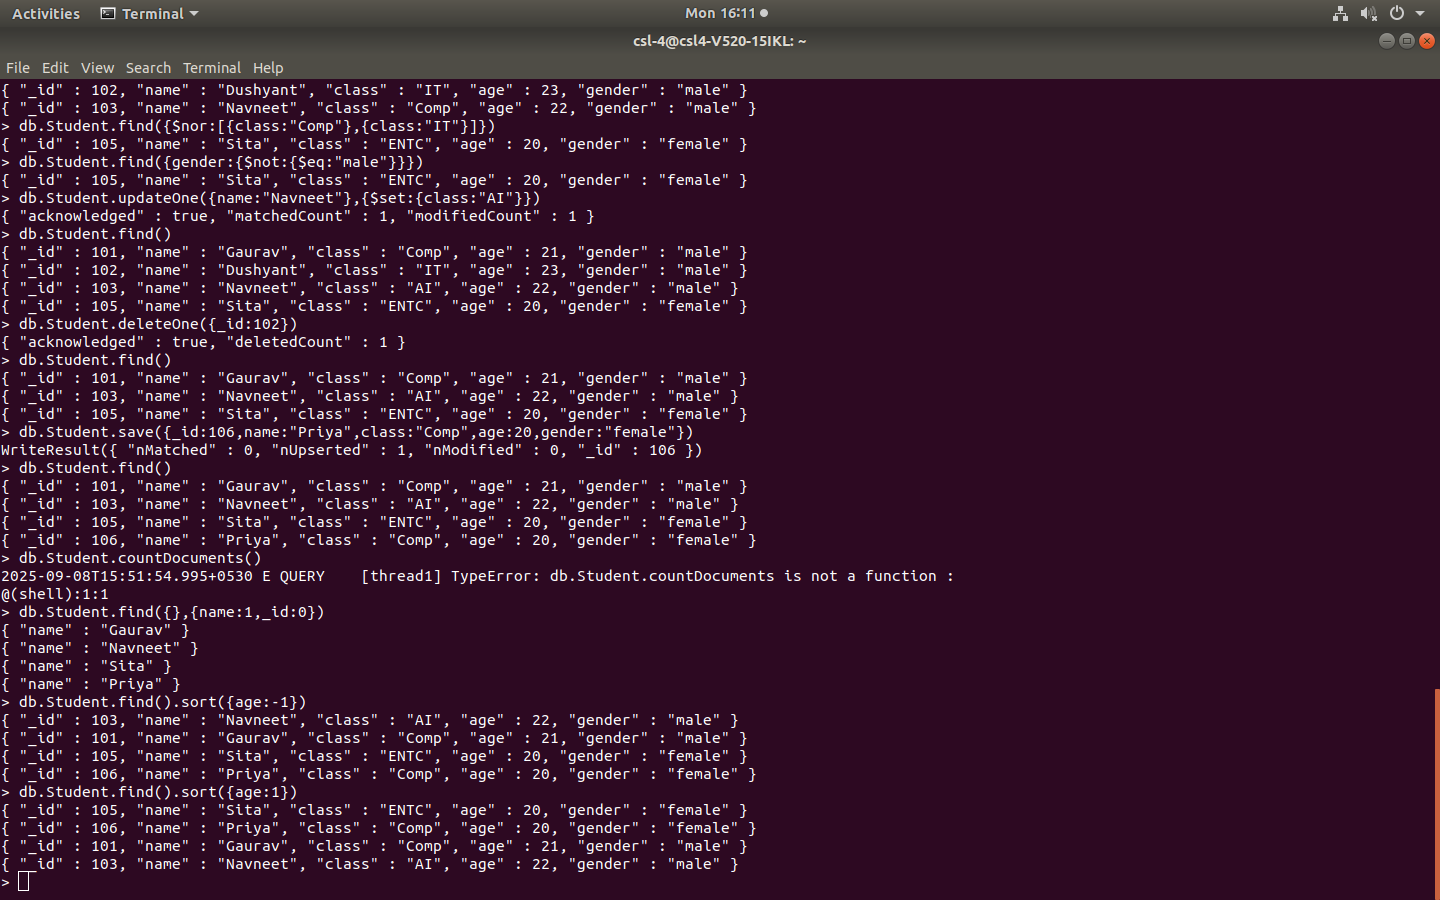 Activities Terminal Mon 16:11
csl-4@csl4-V520-15IKL: ~
File Edit View Search Terminal Help
{ "_id" : 102, "name" : "Dushyant", "class" : "IT", "age" : 23, "gender" : "male" }
{ "_id" : 103, "name" : "Navneet", "class" : "Comp", "age" : 22, "gender" : "male" }
> db.Student.find({$nor:[{class:"Comp"},{class:"IT"}]})
{ "_id" : 105, "name" : "Sita", "class" : "ENTC", "age" : 20, "gender" : "female" }
> db.Student.find({gender:{$not:{$eq:"male"}}})
{ "_id" : 105, "name" : "Sita", "class" : "ENTC", "age" : 20, "gender" : "female" }
> db.Student.updateOne({name:"Navneet"},{$set:{class:"AI"}})
{ "acknowledged" : true, "matchedCount" : 1, "modifiedCount" : 1 }
> db.Student.find()
{ "_id" : 101, "name" : "Gaurav", "class" : "Comp", "age" : 21, "gender" : "male" }
{ "_id" : 102, "name" : "Dushyant", "class" : "IT", "age" : 23, "gender" : "male" }
{ "_id" : 103, "name" : "Navneet", "class" : "AI", "age" : 22, "gender" : "male" }
{ "_id" : 105, "name" : "Sita", "class" : "ENTC", "age" : 20, "gender" : "female" }
> db.Student.deleteOne({_id:102})
{ "acknowledged" : true, "deletedCount" : 1 }
> db.Student.find()
{ "_id" : 101, "name" : "Gaurav", "class" : "Comp", "age" : 21, "gender" : "male" }
{ "_id" : 103, "name" : "Navneet", "class" : "AI", "age" : 22, "gender" : "male" }
{ "_id" : 105, "name" : "Sita", "class" : "ENTC", "age" : 20, "gender" : "female" }
> db.Student.save({_id:106,name:"Priya",class:"Comp",age:20,gender:"female"})
WriteResult({ "nMatched" : 0, "nUpserted" : 1, "nModified" : 0, "_id" : 106 })
> db.Student.find()
{ "_id" : 101, "name" : "Gaurav", "class" : "Comp", "age" : 21, "gender" : "male" }
{ "_id" : 103, "name" : "Navneet", "class" : "AI", "age" : 22, "gender" : "male" }
{ "_id" : 105, "name" : "Sita", "class" : "ENTC", "age" : 20, "gender" : "female" }
{ "_id" : 106, "name" : "Priya", "class" : "Comp", "age" : 20, "gender" : "female" }
> db.Student.countDocuments()
2025-09-08T15:51:54.995+0530 E QUERY    [thread1] TypeError: db.Student.countDocuments is not a function :
@(shell):1:1
> db.Student.find({},{name:1,_id:0})
{ "name" : "Gaurav" }
{ "name" : "Navneet" }
{ "name" : "Sita" }
{ "name" : "Priya" }
> db.Student.find().sort({age:-1})
{ "_id" : 103, "name" : "Navneet", "class" : "AI", "age" : 22, "gender" : "male" }
{ "_id" : 101, "name" : "Gaurav", "class" : "Comp", "age" : 21, "gender" : "male" }
{ "_id" : 105, "name" : "Sita", "class" : "ENTC", "age" : 20, "gender" : "female" }
{ "_id" : 106, "name" : "Priya", "class" : "Comp", "age" : 20, "gender" : "female" }
> db.Student.find().sort({age:1})
{ "_id" : 105, "name" : "Sita", "class" : "ENTC", "age" : 20, "gender" : "female" }
{ "_id" : 106, "name" : "Priya", "class" : "Comp", "age" : 20, "gender" : "female" }
{ "_id" : 101, "name" : "Gaurav", "class" : "Comp", "age" : 21, "gender" : "male" }
{ "_id" : 103, "name" : "Navneet", "class" : "AI", "age" : 22, "gender" : "male" }
>